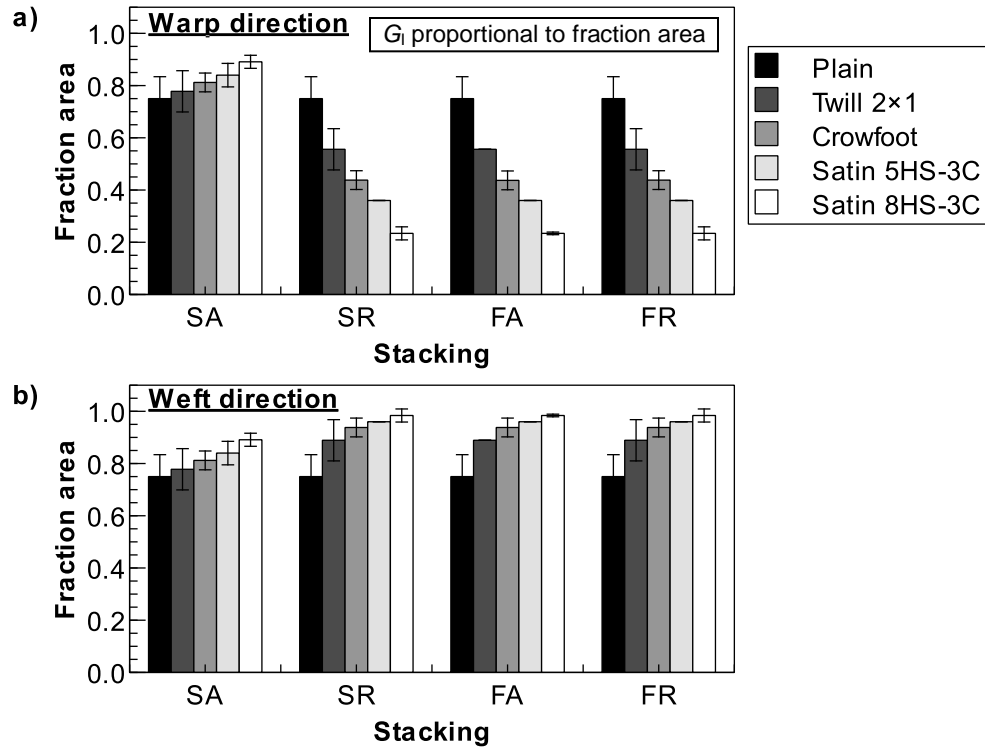 a)
Warp direction
G_I proportional to fraction area
1.0
0.8
0.6
0.4
0.2
0.0
Fraction area
SA SR FA FR
Stacking
Plain
Twill 2×1
Crowfoot
Satin 5HS-3C
Satin 8HS-3C
b)
Weft direction
1.0
0.8
0.6
0.4
0.2
0.0
Fraction area
SA SR FA FR
Stacking